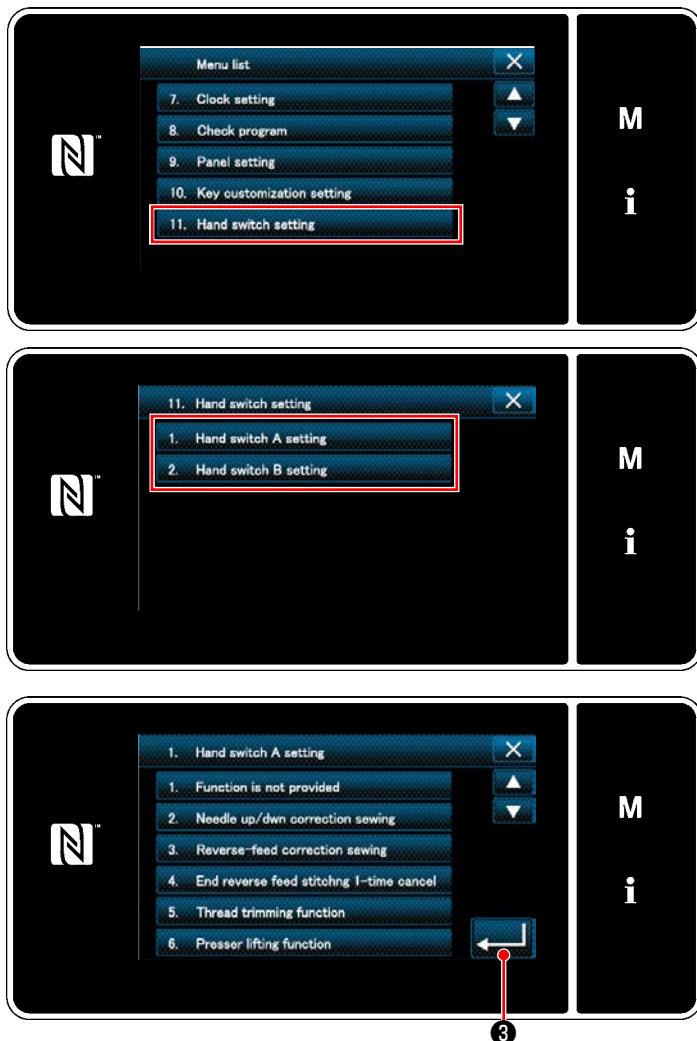 Menu list
7. Clock setting
8. Check program
9. Panel setting
10. Key customization setting
11. Hand switch setting
M
i
11. Hand switch setting
1. Hand switch A setting
2. Hand switch B setting
M
i
1. Hand switch A setting
1. Function is not provided
2. Needle up/dwn correction sewing
3. Reverse-feed correction sewing
4. End reverse feed stitchng 1-time cancel
5. Thread trimming function
6. Presser lifting function
M
i
❸